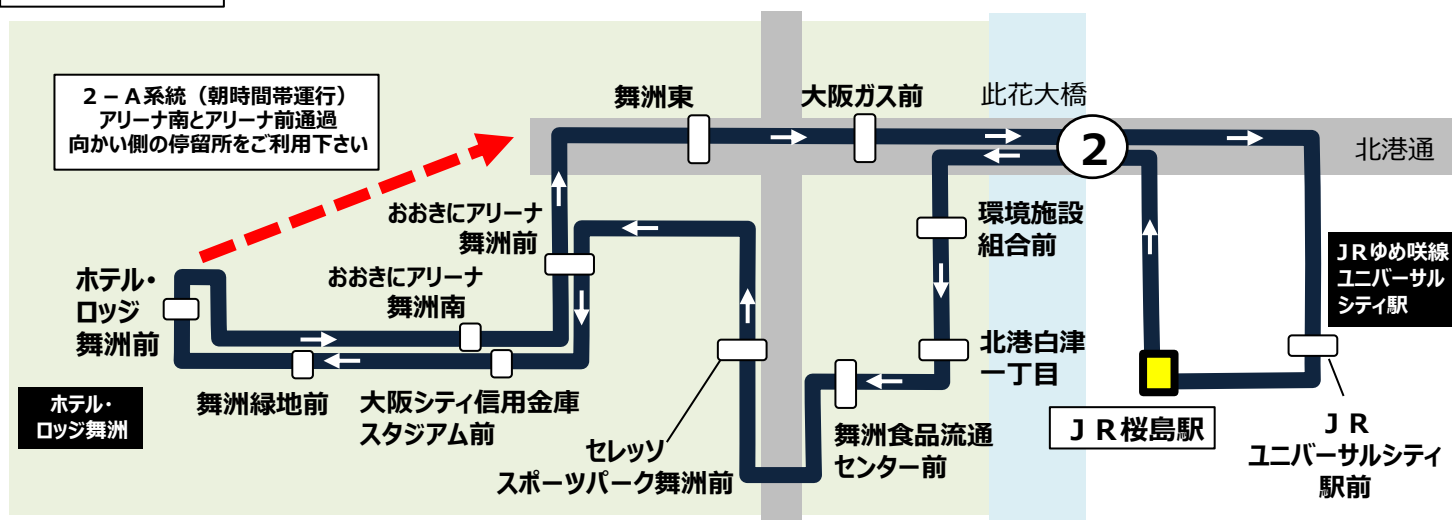 ２－Ａ系統（朝時間帯運行）
アリーナ南とアリーナ前通過
向かい側の停留所をご利用下さい
舞洲東
大阪ガス前
此花大橋
2
北港通
おおきにアリーナ
舞洲前
環境施設
組合前
ＪＲゆめ咲線
ユニバーサル
シティ駅
ホテル・
ロッジ
舞洲前
おおきにアリーナ
舞洲南
北港白津
一丁目
ホテル・
ロッジ舞洲
舞洲緑地前
大阪シティ信用金庫
スタジアム前
セレッソ
スポーツパーク舞洲前
舞洲食品流通
センター前
ＪＲ桜島駅
ＪＲ
ユニバーサルシティ
駅前